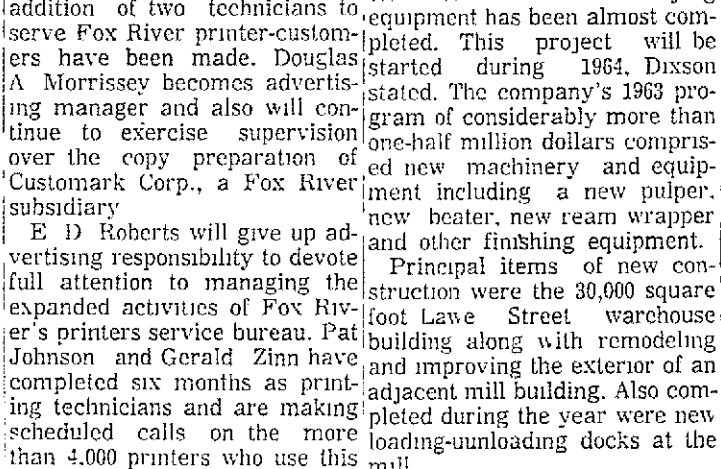 addition of two technicians to
serve Fox River printer-custom-
ers have been made. Douglas
A Morrissey becomes advertis-
ing manager and also will con-
tinue to exercise supervision
over the copy preparation of
Customark Corp., a Fox River
subsidiary
E D Roberts will give up ad-
vertising responsibility to devote
full attention to managing the
expanded activities of Fox Riv-
er's printers service bureau. Pat
Johnson and Gerald Zinn have
completed six months as print-
ing technicians and are making
scheduled calls on the more
than 4,000 printers who use this
equipment has been almost com-
pleted. This project will be
started during 1964, Dixson
stated. The company's 1963 pro-
gram of considerably more than
one-half million dollars compris-
ed new machinery and equip-
ment including a new pulper,
new beater, new ream wrapper
and other finishing equipment.
Principal items of new con-
struction were the 30,000 square
foot Lawe Street warehouse
building along with remodeling
and improving the exterior of an
adjacent mill building. Also com-
pleted during the year were new
loading-uunloading docks at the
mill